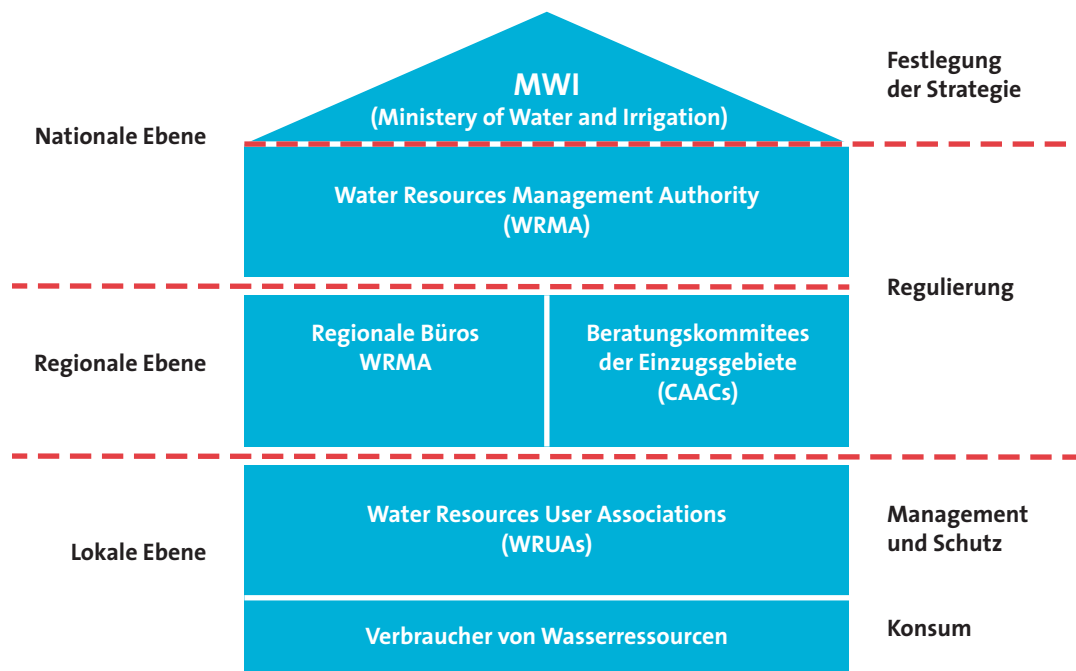 MWI
(Ministery of Water and Irrigation)
Festlegung
der Strategie
Nationale Ebene
Water Resources Management Authority
(WRMA)
Regulierung
Regionale Ebene
Regionale Büros
WRMA
Beratungskommitees
der Einzugsgebiete
(CAACs)
Lokale Ebene
Water Resources User Associations
(WRUAs)
Management
und Schutz
Verbraucher von Wasserressourcen
Konsum